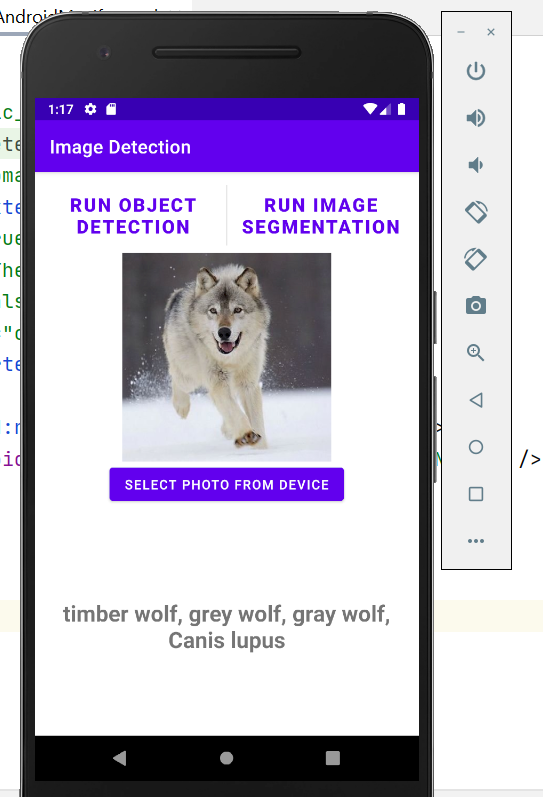 1:17
Image Detection
RUN OBJECT
DETECTION
RUN IMAGE
SEGMENTATION
SELECT PHOTO FROM DEVICE
timber wolf, grey wolf, gray wolf,
Canis lupus
/>